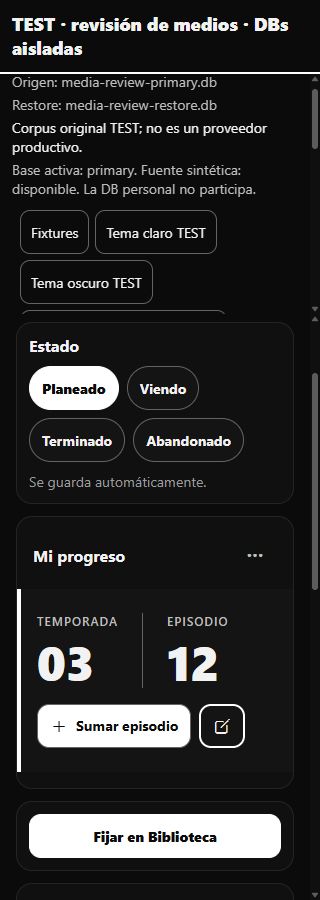 TEST · revisión de medios · DBs
aisladas
Origen: media-review-primary.db
Restore: media-review-restore.db
Corpus original TEST; no es un proveedor
productivo.
Base activa: primary. Fuente sintética:
disponible. La DB personal no participa.
Fixtures
Tema claro TEST
Tema oscuro TEST
Estado
Planeado
Viendo
Terminado
Abandonado
Se guarda automáticamente.
Mi progreso
TEMPORADA
EPISODIO
03
12
Sumar episodio
Fijar en Biblioteca